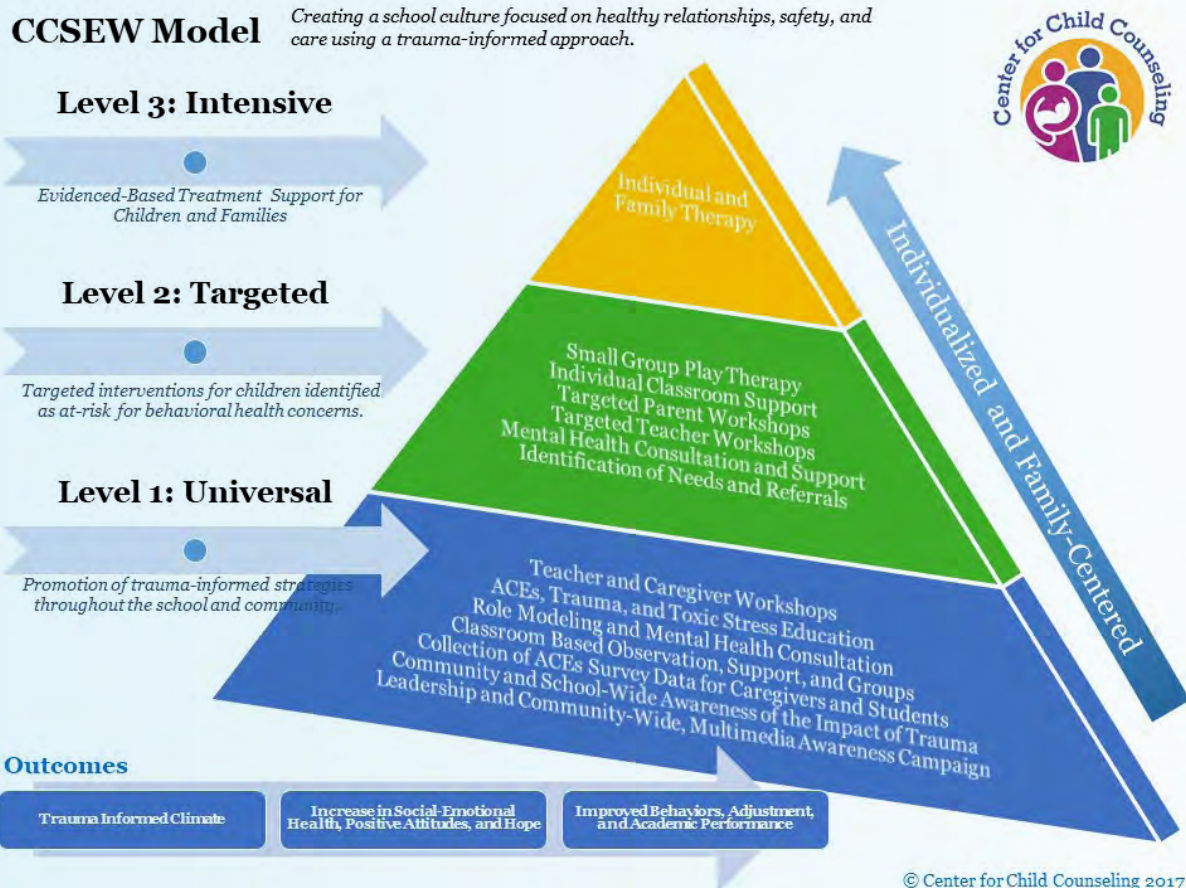 CCSEW Model
Creating a school culture focused on healthy relationships, safety, and
care using a trauma-informed approach.
Center for Child Counseling
Level 3: Intensive
Evidenced-Based Treatment Support for
Children and Families
Level 2: Targeted
Targeted interventions for children identified
as at-risk for behavioral health concerns.
Level 1: Universal
Promotion of trauma-informed strategies
throughout the school and community.
Individual and
Family Therapy
Small Group Play Therapy
Individual Classroom Support
Targeted Parent Workshops
Targeted Teacher Workshops
Mental Health Consultation and Support
Identification of Needs and Referrals
Teacher and Caregiver Workshops
ACEs, Trauma, and Toxic Stress Education
Role Modeling and Mental Health Consultation
Classroom Based Observation, Support, and Groups
Collection of ACEs Survey Data for Caregivers and Students
Community and School-Wide Awareness of the Impact of Trauma
Leadership and Community-Wide, Multimedia Awareness Campaign
Individualized and Family-Centered
Outcomes
Trauma Informed Climate
Increase in Social-Emotional
Health, Positive Attitudes, and Hope
Improved Behaviors, Adjustment,
and Academic Performance
© Center for Child Counseling 2017